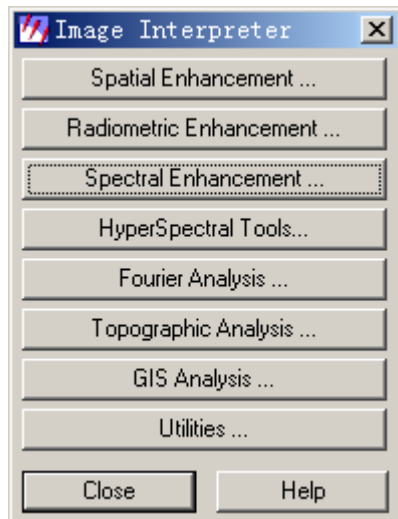 Image Interpreter
Spatial Enhancement ...
Radiometric Enhancement ...
Spectral Enhancement ...
HyperSpectral Tools...
Fourier Analysis ...
Topographic Analysis ...
GIS Analysis ...
Utilities ...
Close Help